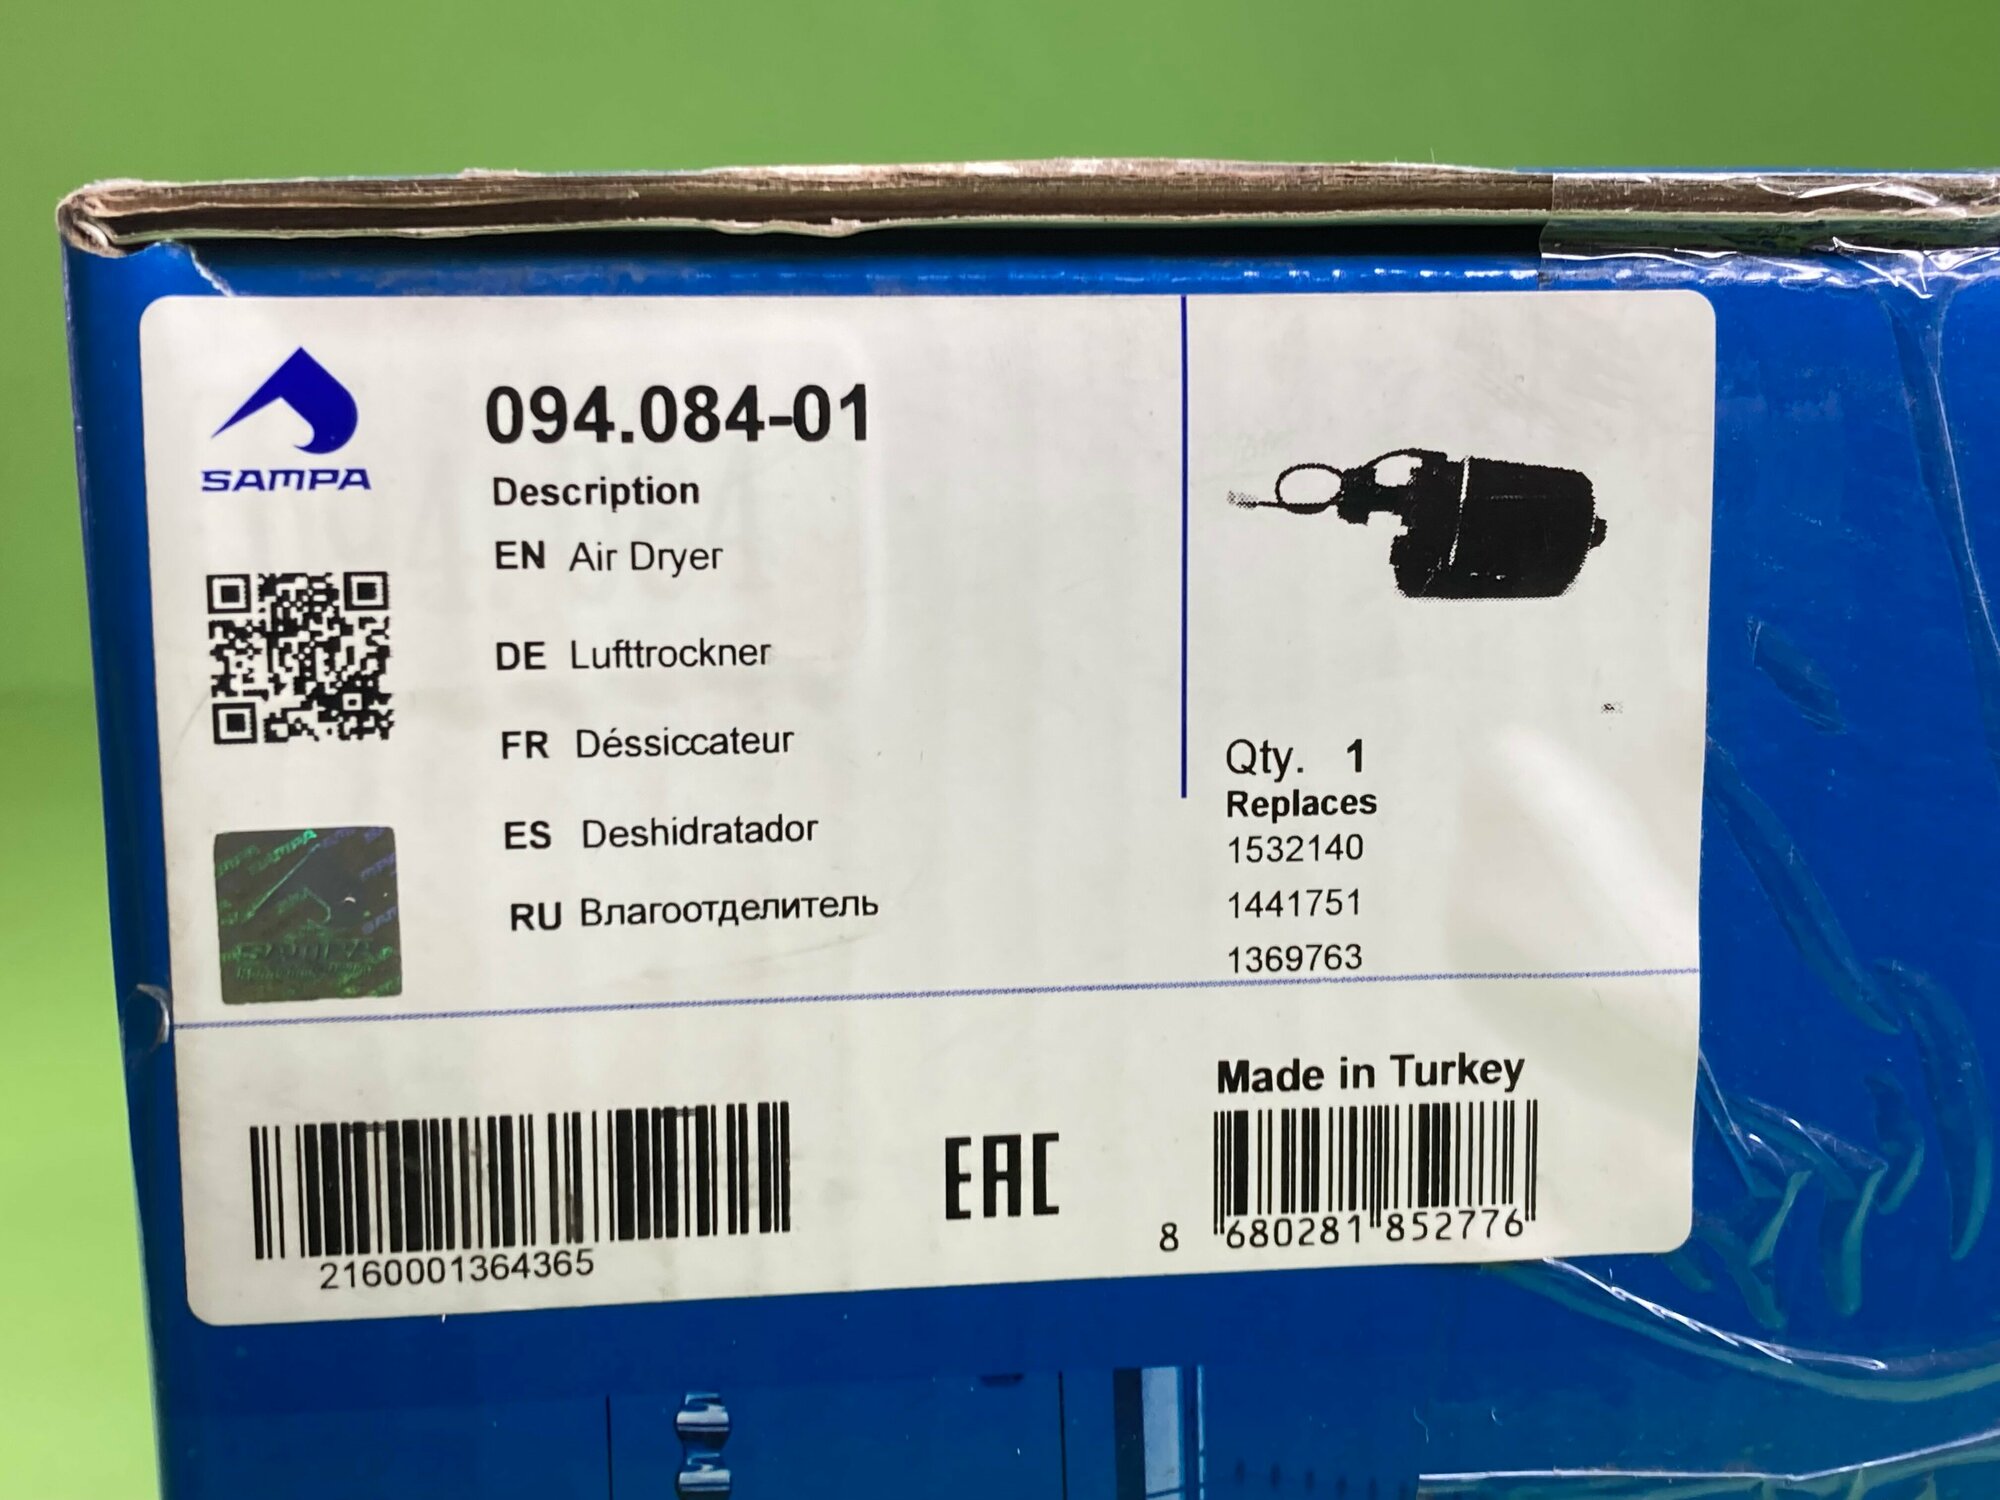 SAMPA
094.084-01
Description
EN Air Dryer
DE Lufttrockner
FR Déssiccateur
ES Deshidratador
RU Влагоотделитель
Qty. 1
Replaces
1532140
1441751
1369763
SAMPA
2160001364365
EAC
Made in Turkey
8 680281 852776